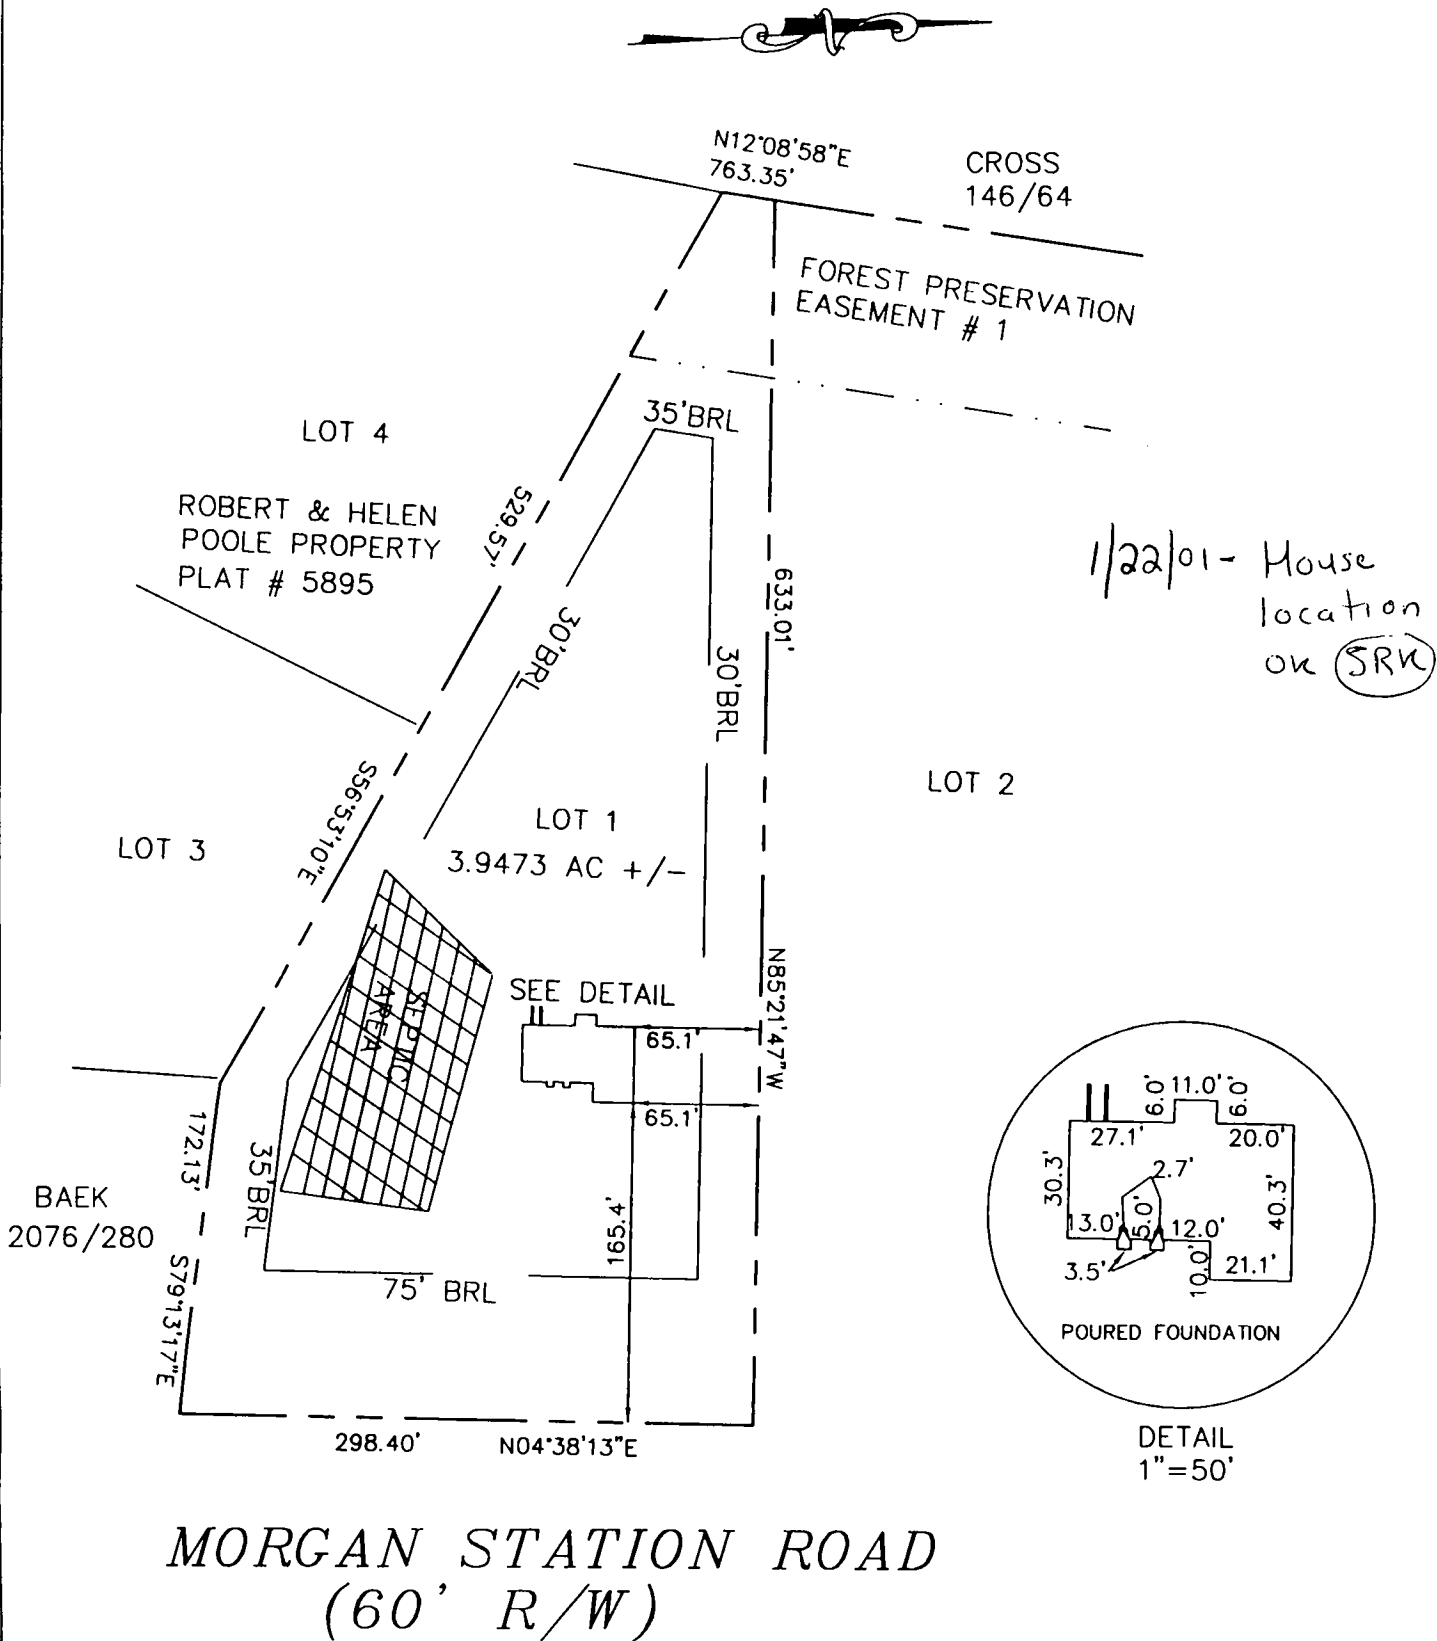 N12°08'58"E
763.35'
CROSS
146/64
FOREST PRESERVATION
EASEMENT # 1
35'BRL
LOT 4
ROBERT & HELEN
POOLE PROPERTY
PLAT # 5895
529.57'
633.01'
1/22/01 - House
location
OK SRK
30'BRL
30'BRL
LOT 2
S56°53'10"E
LOT 1
3.9473 AC +/-
LOT 3
SEPTIC
AREA
SEE DETAIL
65.1'
N85°21'47"W
65.1'
172.13'
35'BRL
BAEK
2076/280
165.4'
S79°13'17"E
75' BRL
298.40'
N04°38'13"E
6.0' 11.0' 6.0'
27.1'
20.0'
30.3'
2.7'
40.3'
13.0'
5.0'
12.0'
3.5'
10.0'
21.1'
POURED FOUNDATION
DETAIL
1"=50'
MORGAN STATION ROAD
(60' R/W)